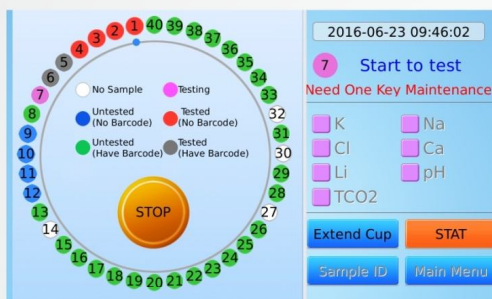 1 40 39 38 37 36 35 34 33 32 31 30 29 28 27 26 25 24 23 22 21 20 19 18 17 16 15 14 13 12 11 10 9 8 7 6 5 4 3 2
No Sample
Testing
Untested
(No Barcode)
Tested
(No Barcode)
Untested
(Have Barcode)
Tested
(Have Barcode)
STOP
2016-06-23 09:46:02
7 Start to test
Need One Key Maintenance
K
Na
Cl
Ca
Li
pH
TCO2
Extend Cup
STAT
Sample ID
Main Menu